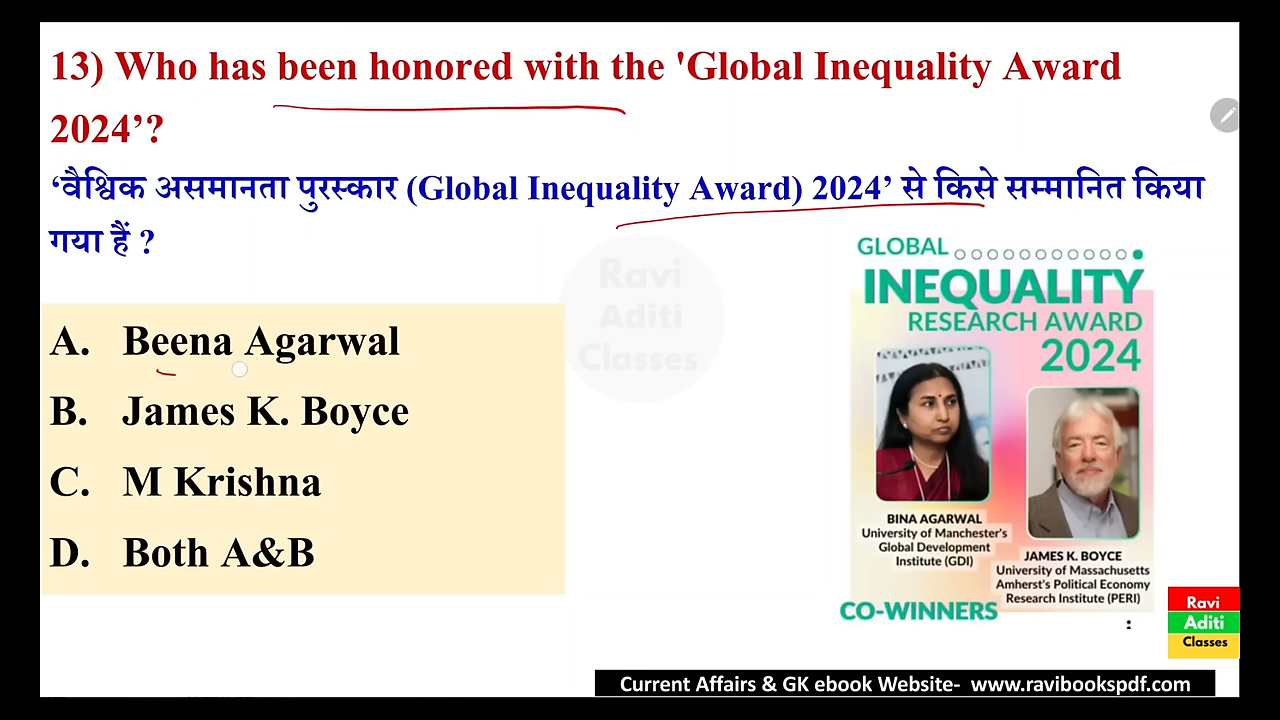 13) Who has been honored with the 'Global Inequality Award
2024’?
‘वैश्विक असमानता पुरस्कार (Global Inequality Award) 2024’ से किसे सम्मानित किया
गया हैं ?
A. Beena Agarwal
B. James K. Boyce
C. M Krishna
D. Both A&B
Ravi
Aditi
Classes
GLOBAL
INEQUALITY
RESEARCH AWARD
2024
BINA AGARWAL
University of Manchester's
Global Development
Institute (GDI)
JAMES K. BOYCE
University of Massachusetts
Amherst's Political Economy
Research Institute (PERI)
CO-WINNERS
:
Ravi
Aditi
Classes
Current Affairs & GK ebook Website- www.ravibookspdf.com